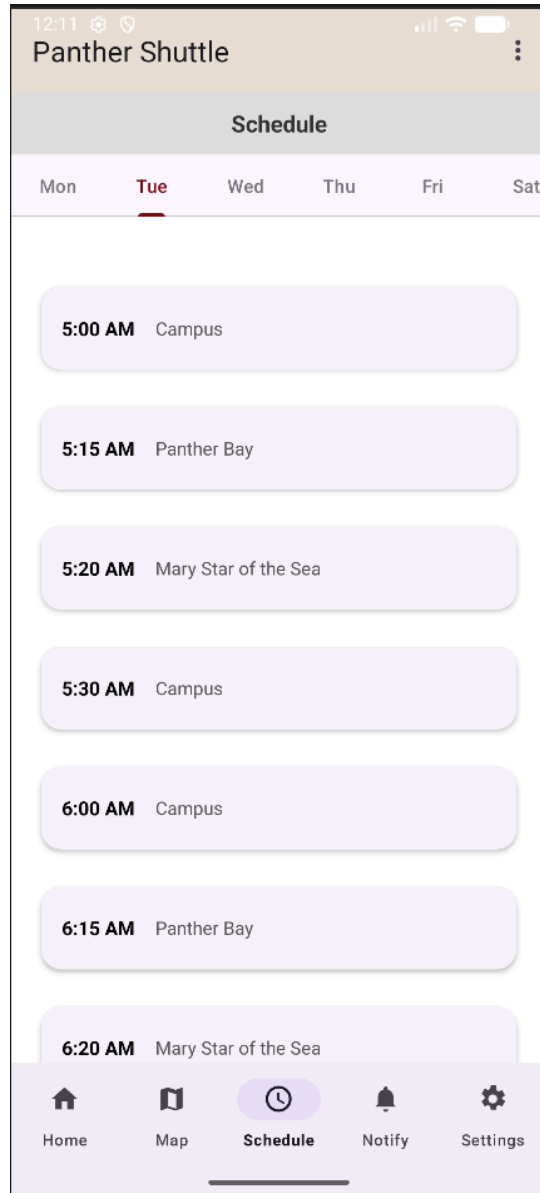 12:11
Panther Shuttle
Schedule
Mon Tue Wed Thu Fri Sat
5:00 AM Campus
5:15 AM Panther Bay
5:20 AM Mary Star of the Sea
5:30 AM Campus
6:00 AM Campus
6:15 AM Panther Bay
6:20 AM Mary Star of the Sea
Home Map Schedule Notify Settings